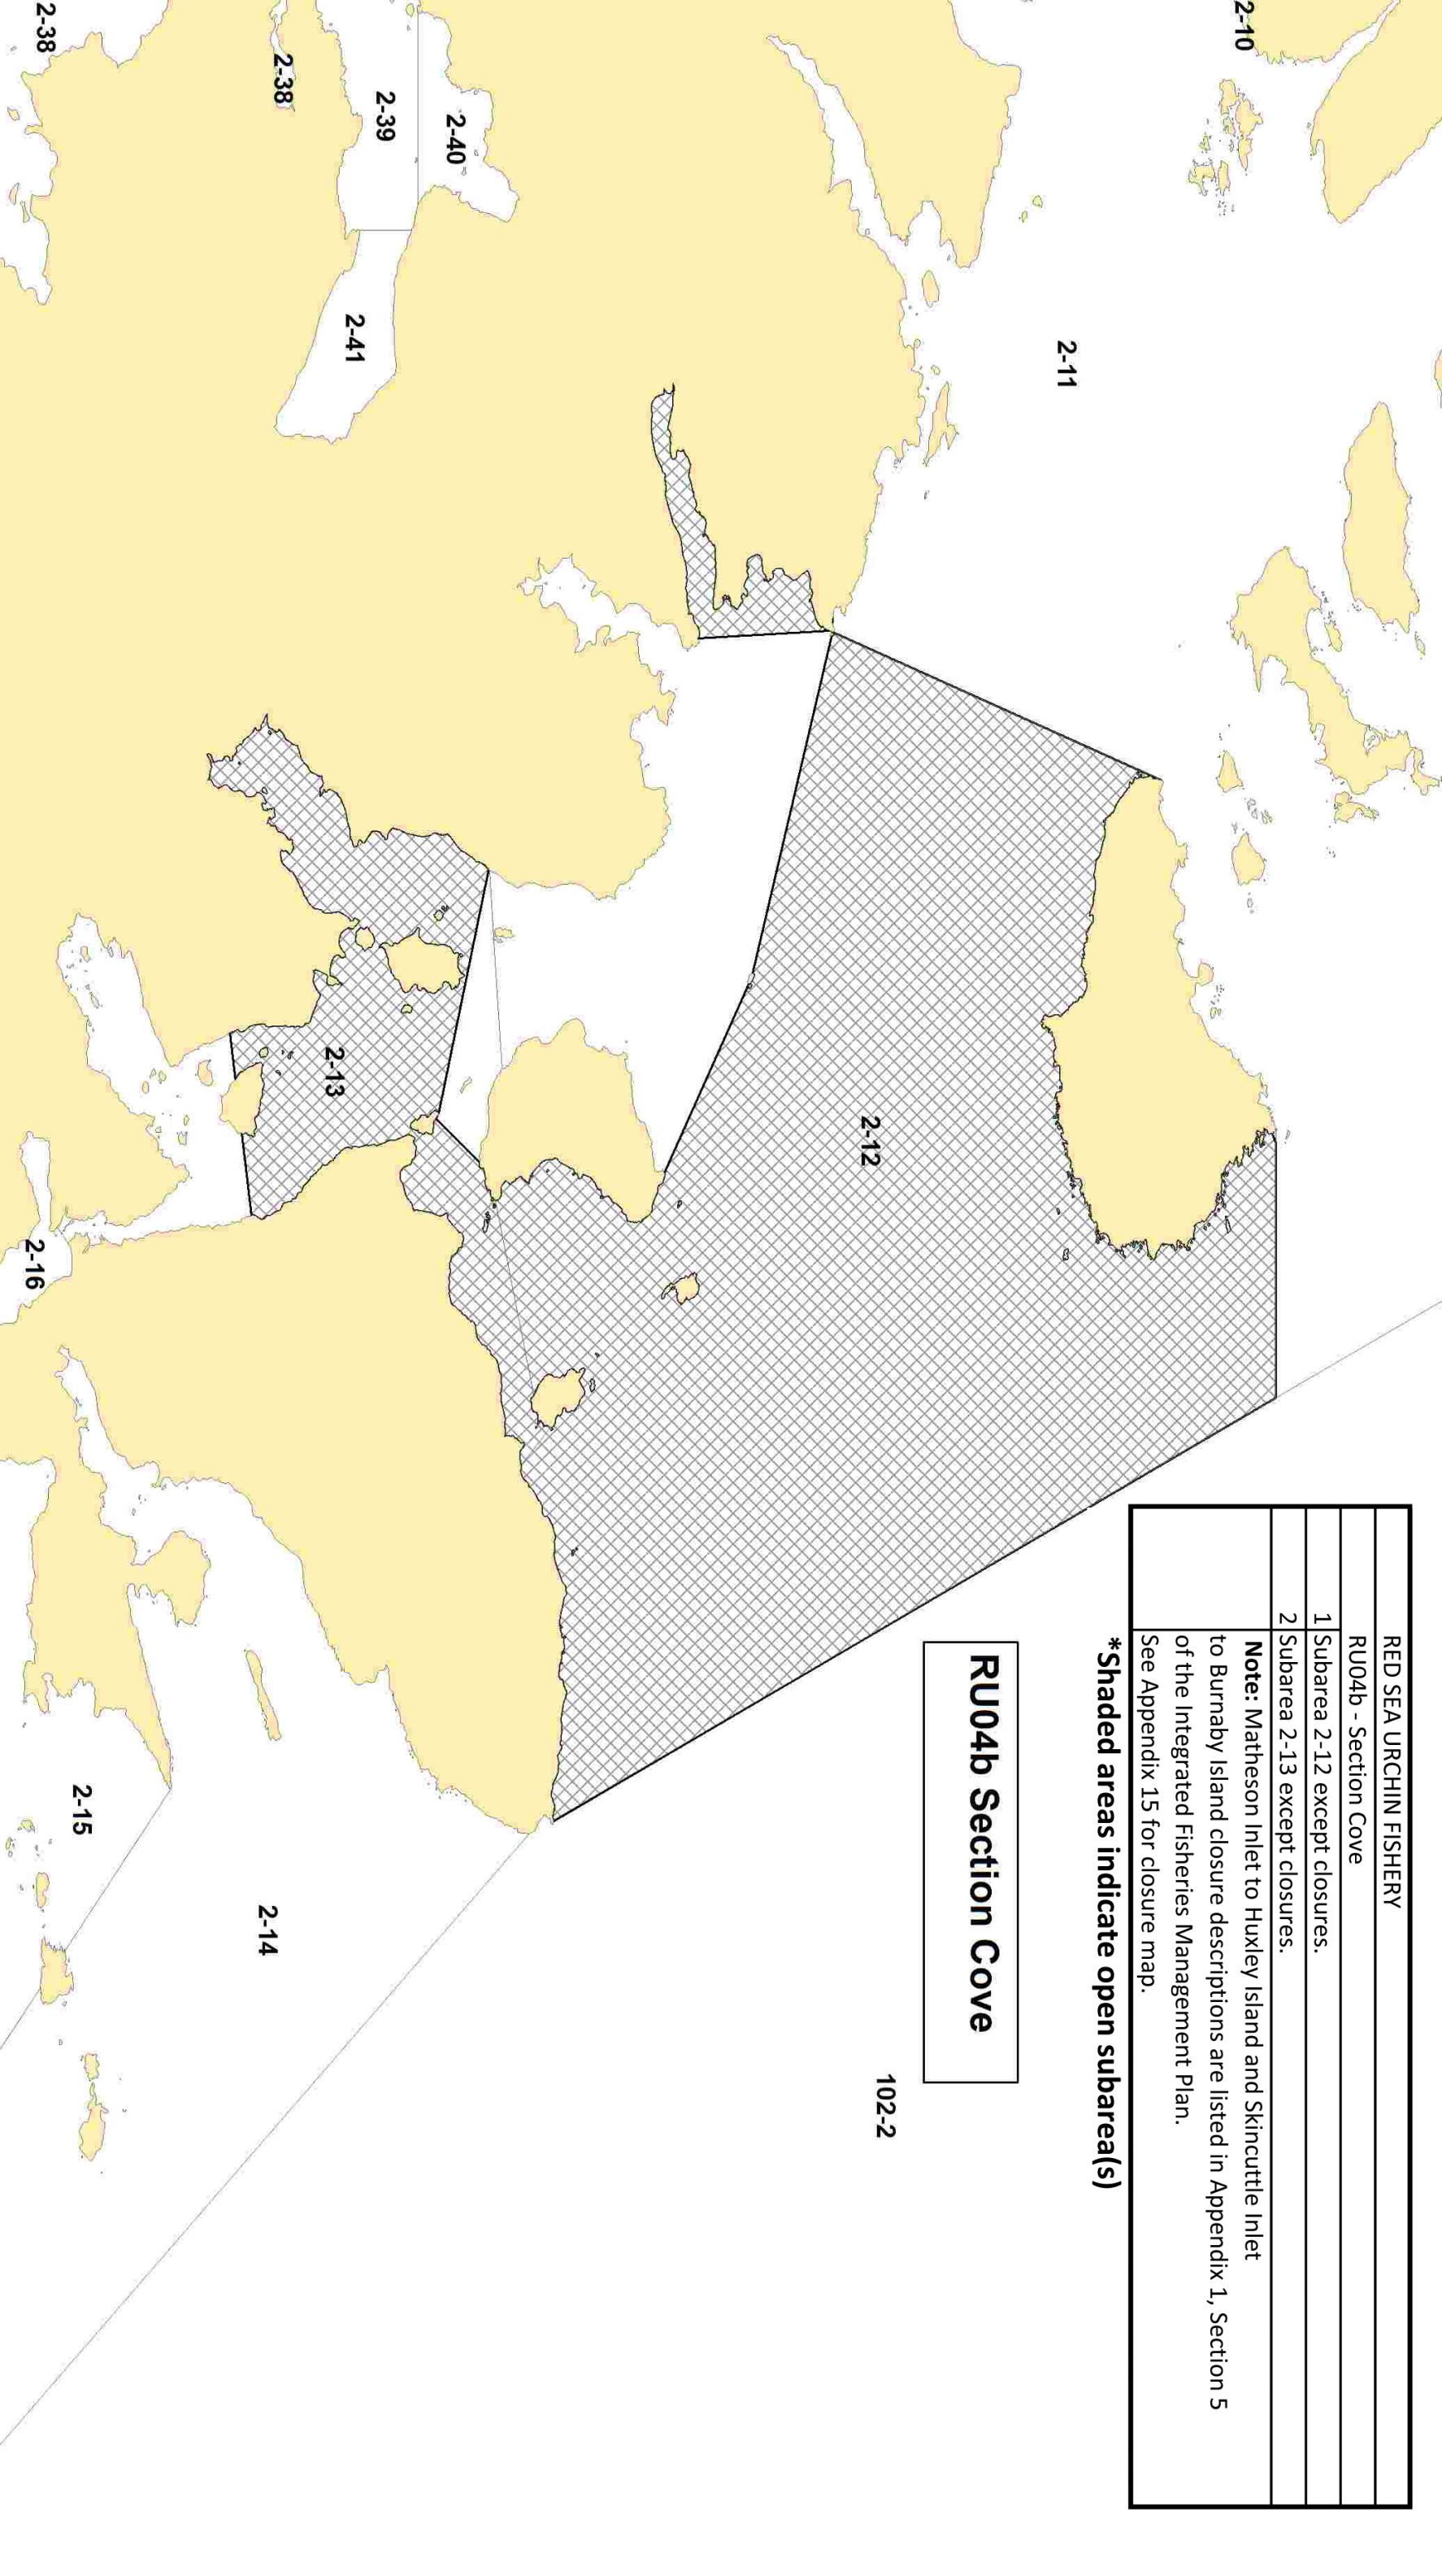 RED SEA URCHIN FISHERY
RU04b - Section Cove
1 Subarea 2-12 except closures.
2 Subarea 2-13 except closures.
Note: Matheson Inlet to Huxley Island and Skincuttle Inlet
to Burnaby Island closure descriptions are listed in Appendix 1, Section 5
of the Integrated Fisheries Management Plan.
See Appendix 15 for closure map.
*Shaded areas indicate open subarea(s)
RU04b Section Cove
2-10
2-11
2-12
102-2
2-40
2-39
2-41
2-38
2-38
2-13
2-14
2-15
2-16